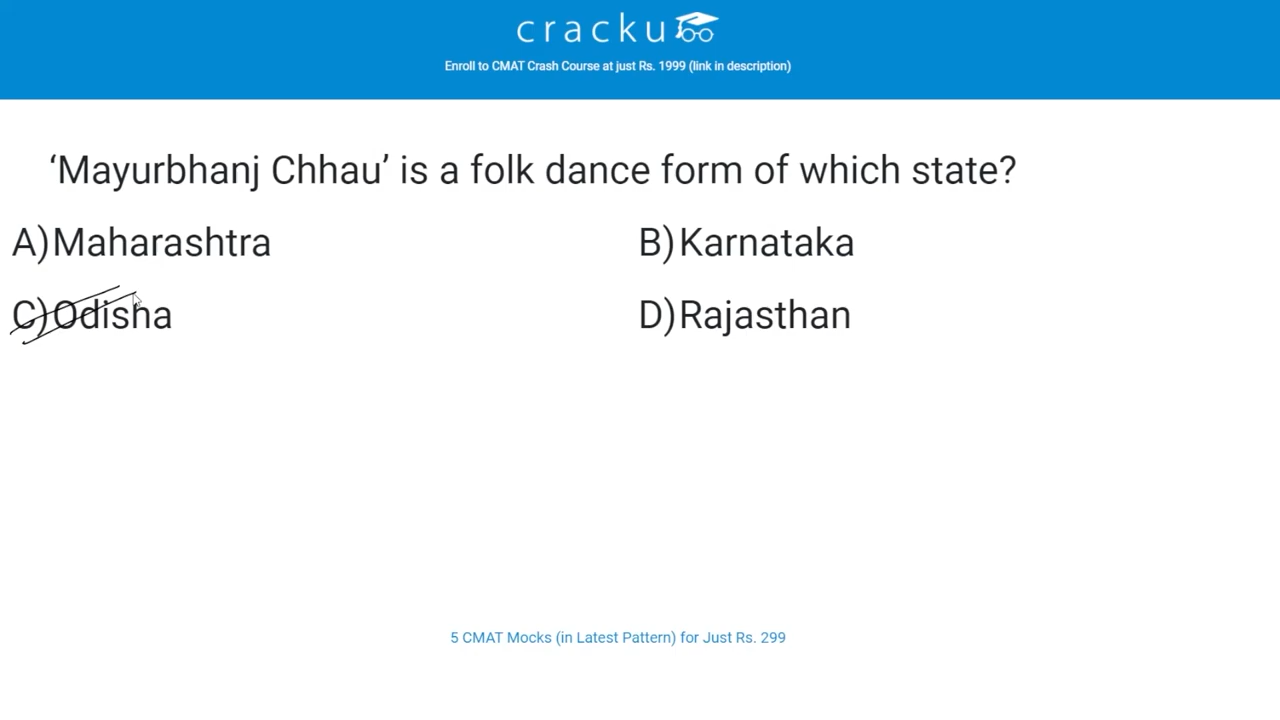 cracku
Enroll to CMAT Crash Course at just Rs. 1999 (link in description)
‘Mayurbhanj Chhau’ is a folk dance form of which state?
A)Maharashtra
B)Karnataka
C)Odisha
D)Rajasthan
5 CMAT Mocks (in Latest Pattern) for Just Rs. 299